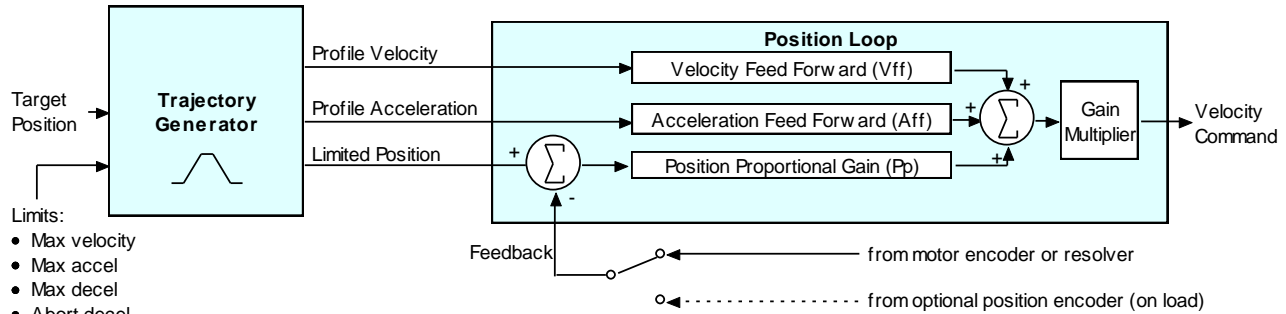 Position Loop
Profile Velocity
Velocity Feed Forward (Vff)
+
Target
Position
Trajectory
Generator
Profile Acceleration
Acceleration Feed Forward (Aff)
+
Σ
Gain
Multiplier
Velocity
Command
Limited Position
+
Σ
-
Position Proportional Gain (Pp)
+
Limits:
• Max velocity
• Max accel
• Max decel
• Abort decel
Feedback
from motor encoder or resolver
from optional position encoder (on load)